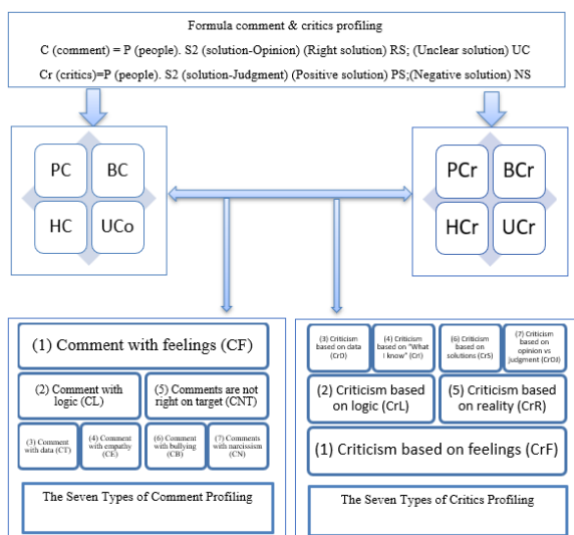 Formula comment & critics profiling
C (comment) = P (people). S2 (solution-Opinion) (Right solution) RS; (Unclear solution) UC
Cr (critics)=P (people). S2 (solution-Judgment) (Positive solution) PS;(Negative solution) NS
PC
BC
HC
UCo
PCr
BCr
HCr
UCr
(1) Comment with feelings (CF)
(2) Comment with
logic (CL)
(5) Comments are not
right on target (CNT)
(3) Comment
with data (CT)
(4) Comment
with empathy
(CE)
(6) Comment
with bullying
(CB)
(7) Comments
with narcissism
(CN)
The Seven Types of Comment Profiling
(3) Criticism
based on data
(CrD)
(4) Criticism
based on "What
I know" (CrI)
(6) Criticism
based on
solutions (CrS)
(7) Criticism
based on
opinion vs
judgment (CrOJ)
(2) Criticism based
on logic (CrL)
(5) Criticism based
on reality (CrR)
(1) Criticism based on feelings (CrF)
The Seven Types of Critics Profiling